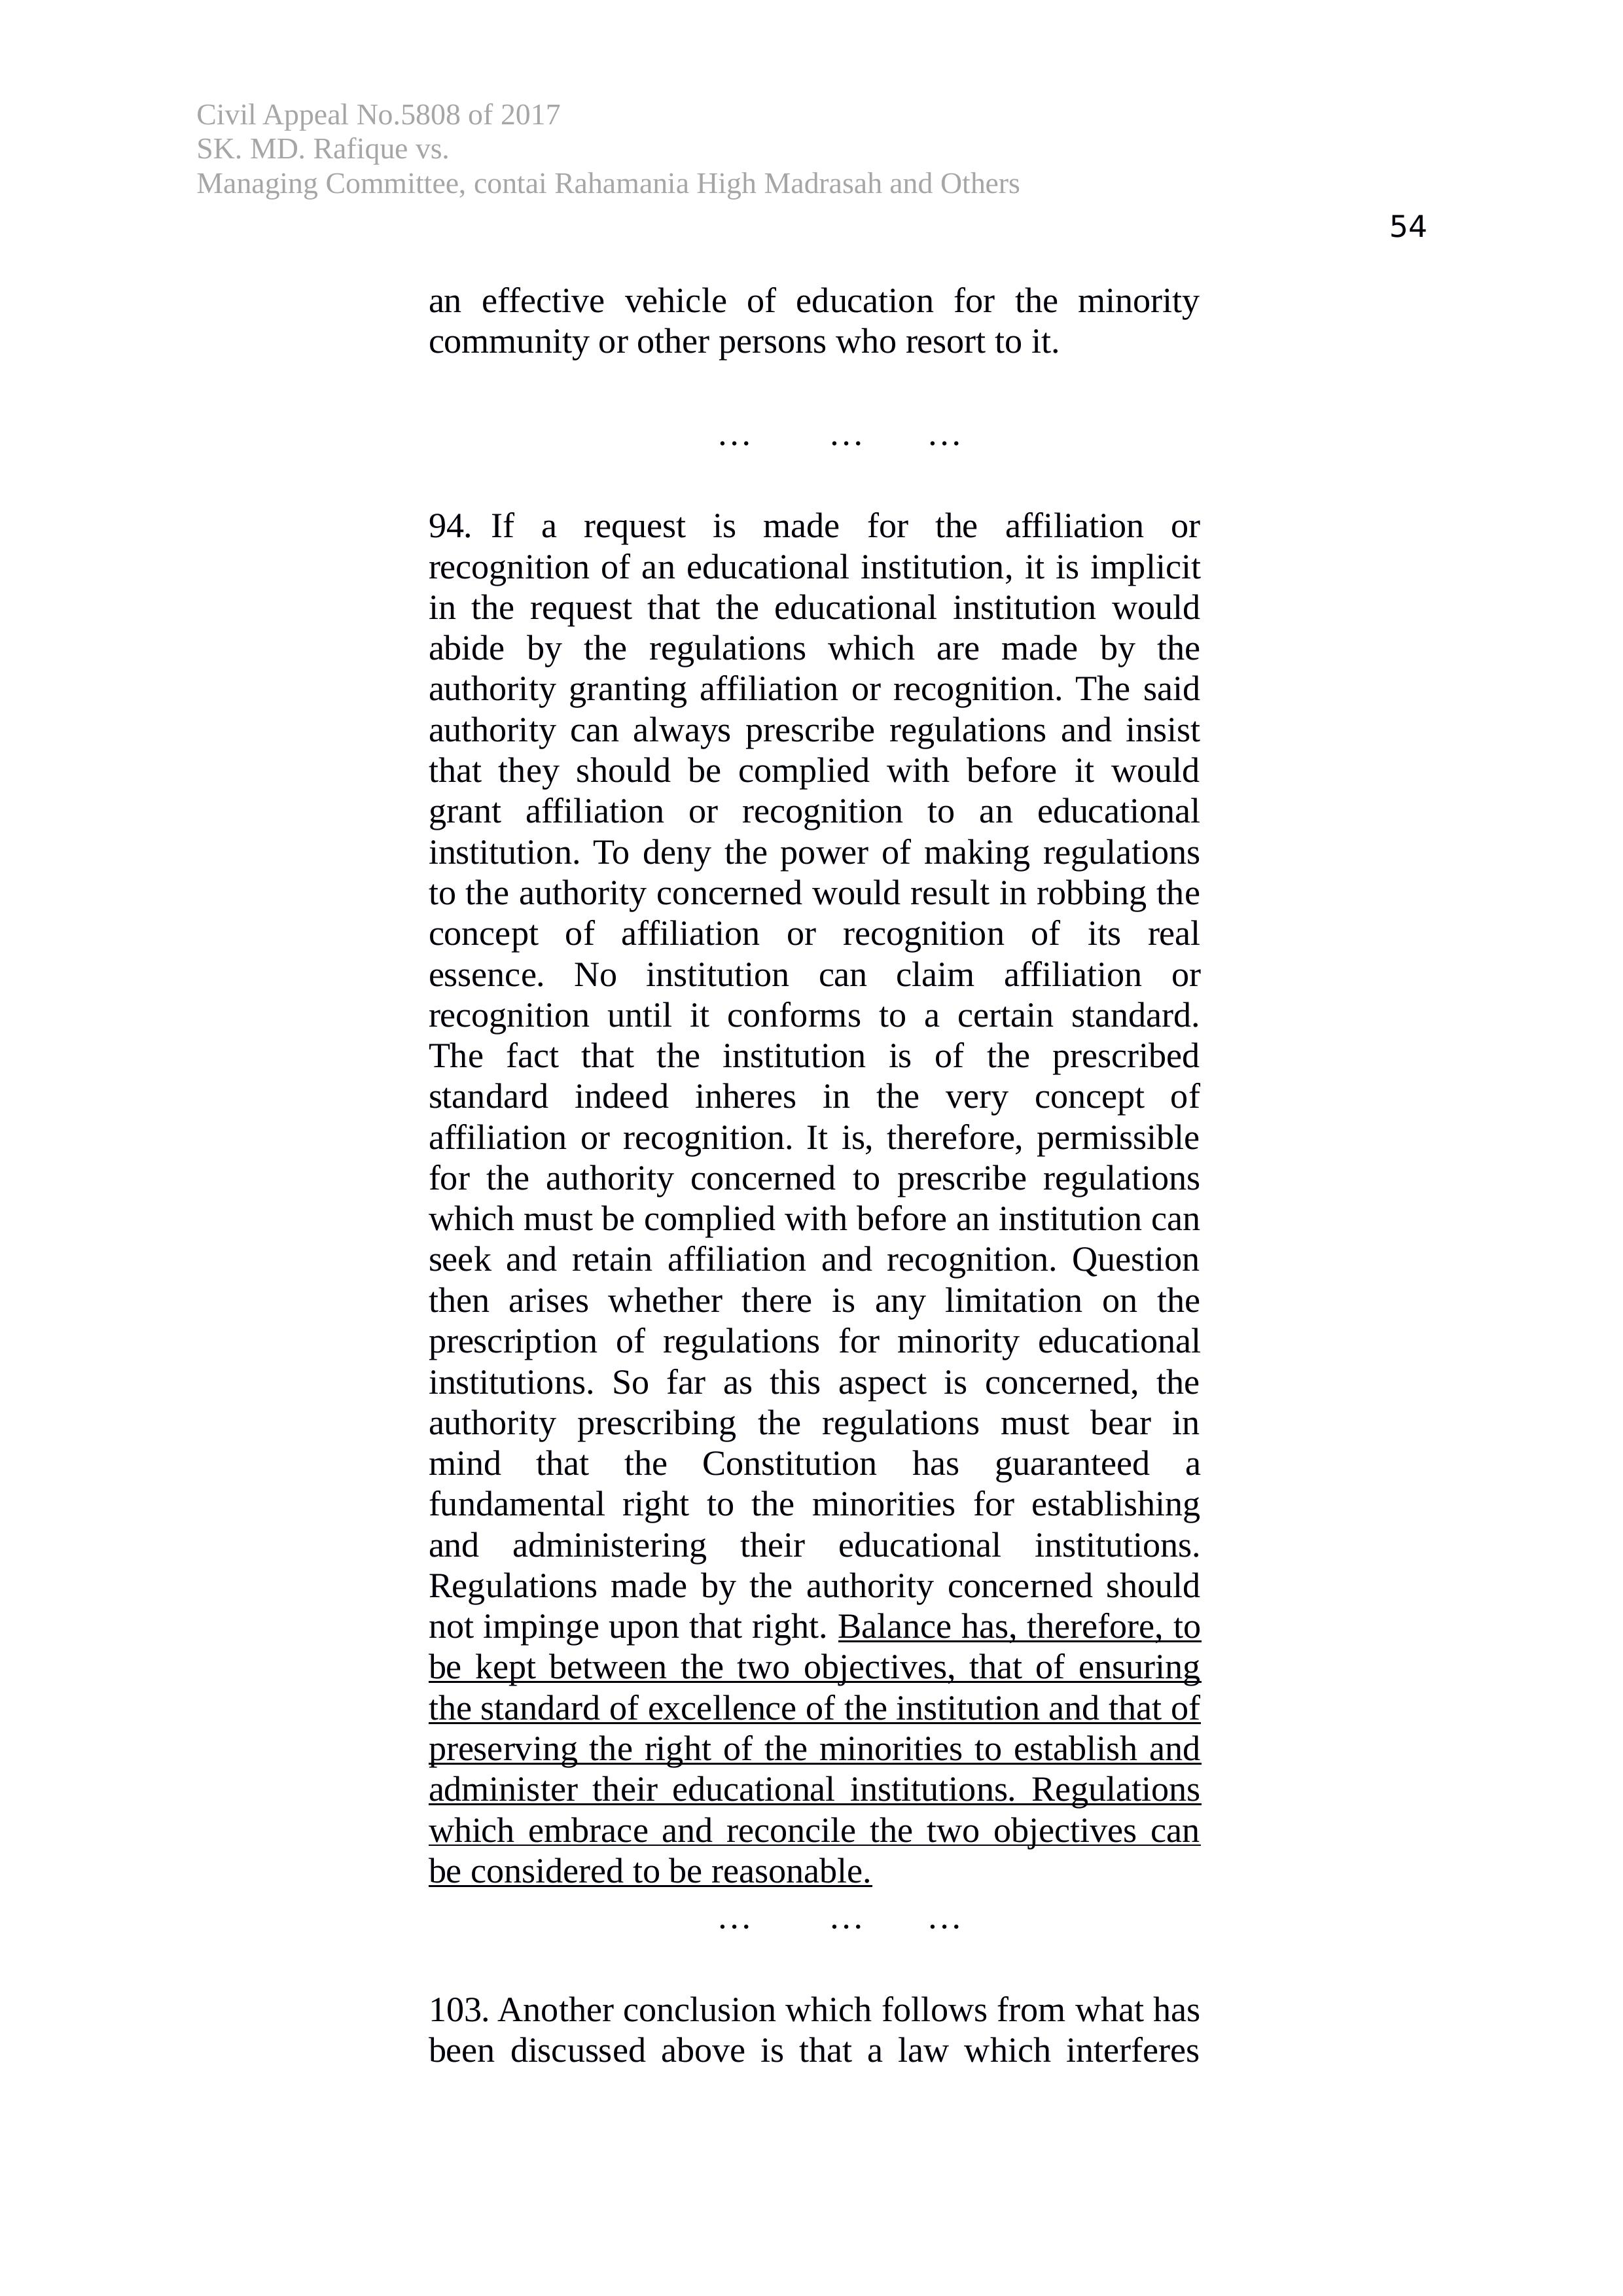 Civil Appeal No.5808 of 2017
SK. MD. Rafique vs.
Managing Committee, contai Rahamania High Madrasah and Others
54
an effective vehicle of education for the minority
community or other persons who resort to it.
… … …
94. If a request is made for the affiliation or
recognition of an educational institution, it is implicit
in the request that the educational institution would
abide by the regulations which are made by the
authority granting affiliation or recognition. The said
authority can always prescribe regulations and insist
that they should be complied with before it would
grant affiliation or recognition to an educational
institution. To deny the power of making regulations
to the authority concerned would result in robbing the
concept of affiliation or recognition of its real
essence. No institution can claim affiliation or
recognition until it conforms to a certain standard.
The fact that the institution is of the prescribed
standard indeed inheres in the very concept of
affiliation or recognition. It is, therefore, permissible
for the authority concerned to prescribe regulations
which must be complied with before an institution can
seek and retain affiliation and recognition. Question
then arises whether there is any limitation on the
prescription of regulations for minority educational
institutions. So far as this aspect is concerned, the
authority prescribing the regulations must bear in
mind that the Constitution has guaranteed a
fundamental right to the minorities for establishing
and administering their educational institutions.
Regulations made by the authority concerned should
not impinge upon that right. Balance has, therefore, to
be kept between the two objectives, that of ensuring
the standard of excellence of the institution and that of
preserving the right of the minorities to establish and
administer their educational institutions. Regulations
which embrace and reconcile the two objectives can
be considered to be reasonable.
… … …
103. Another conclusion which follows from what has
been discussed above is that a law which interferes